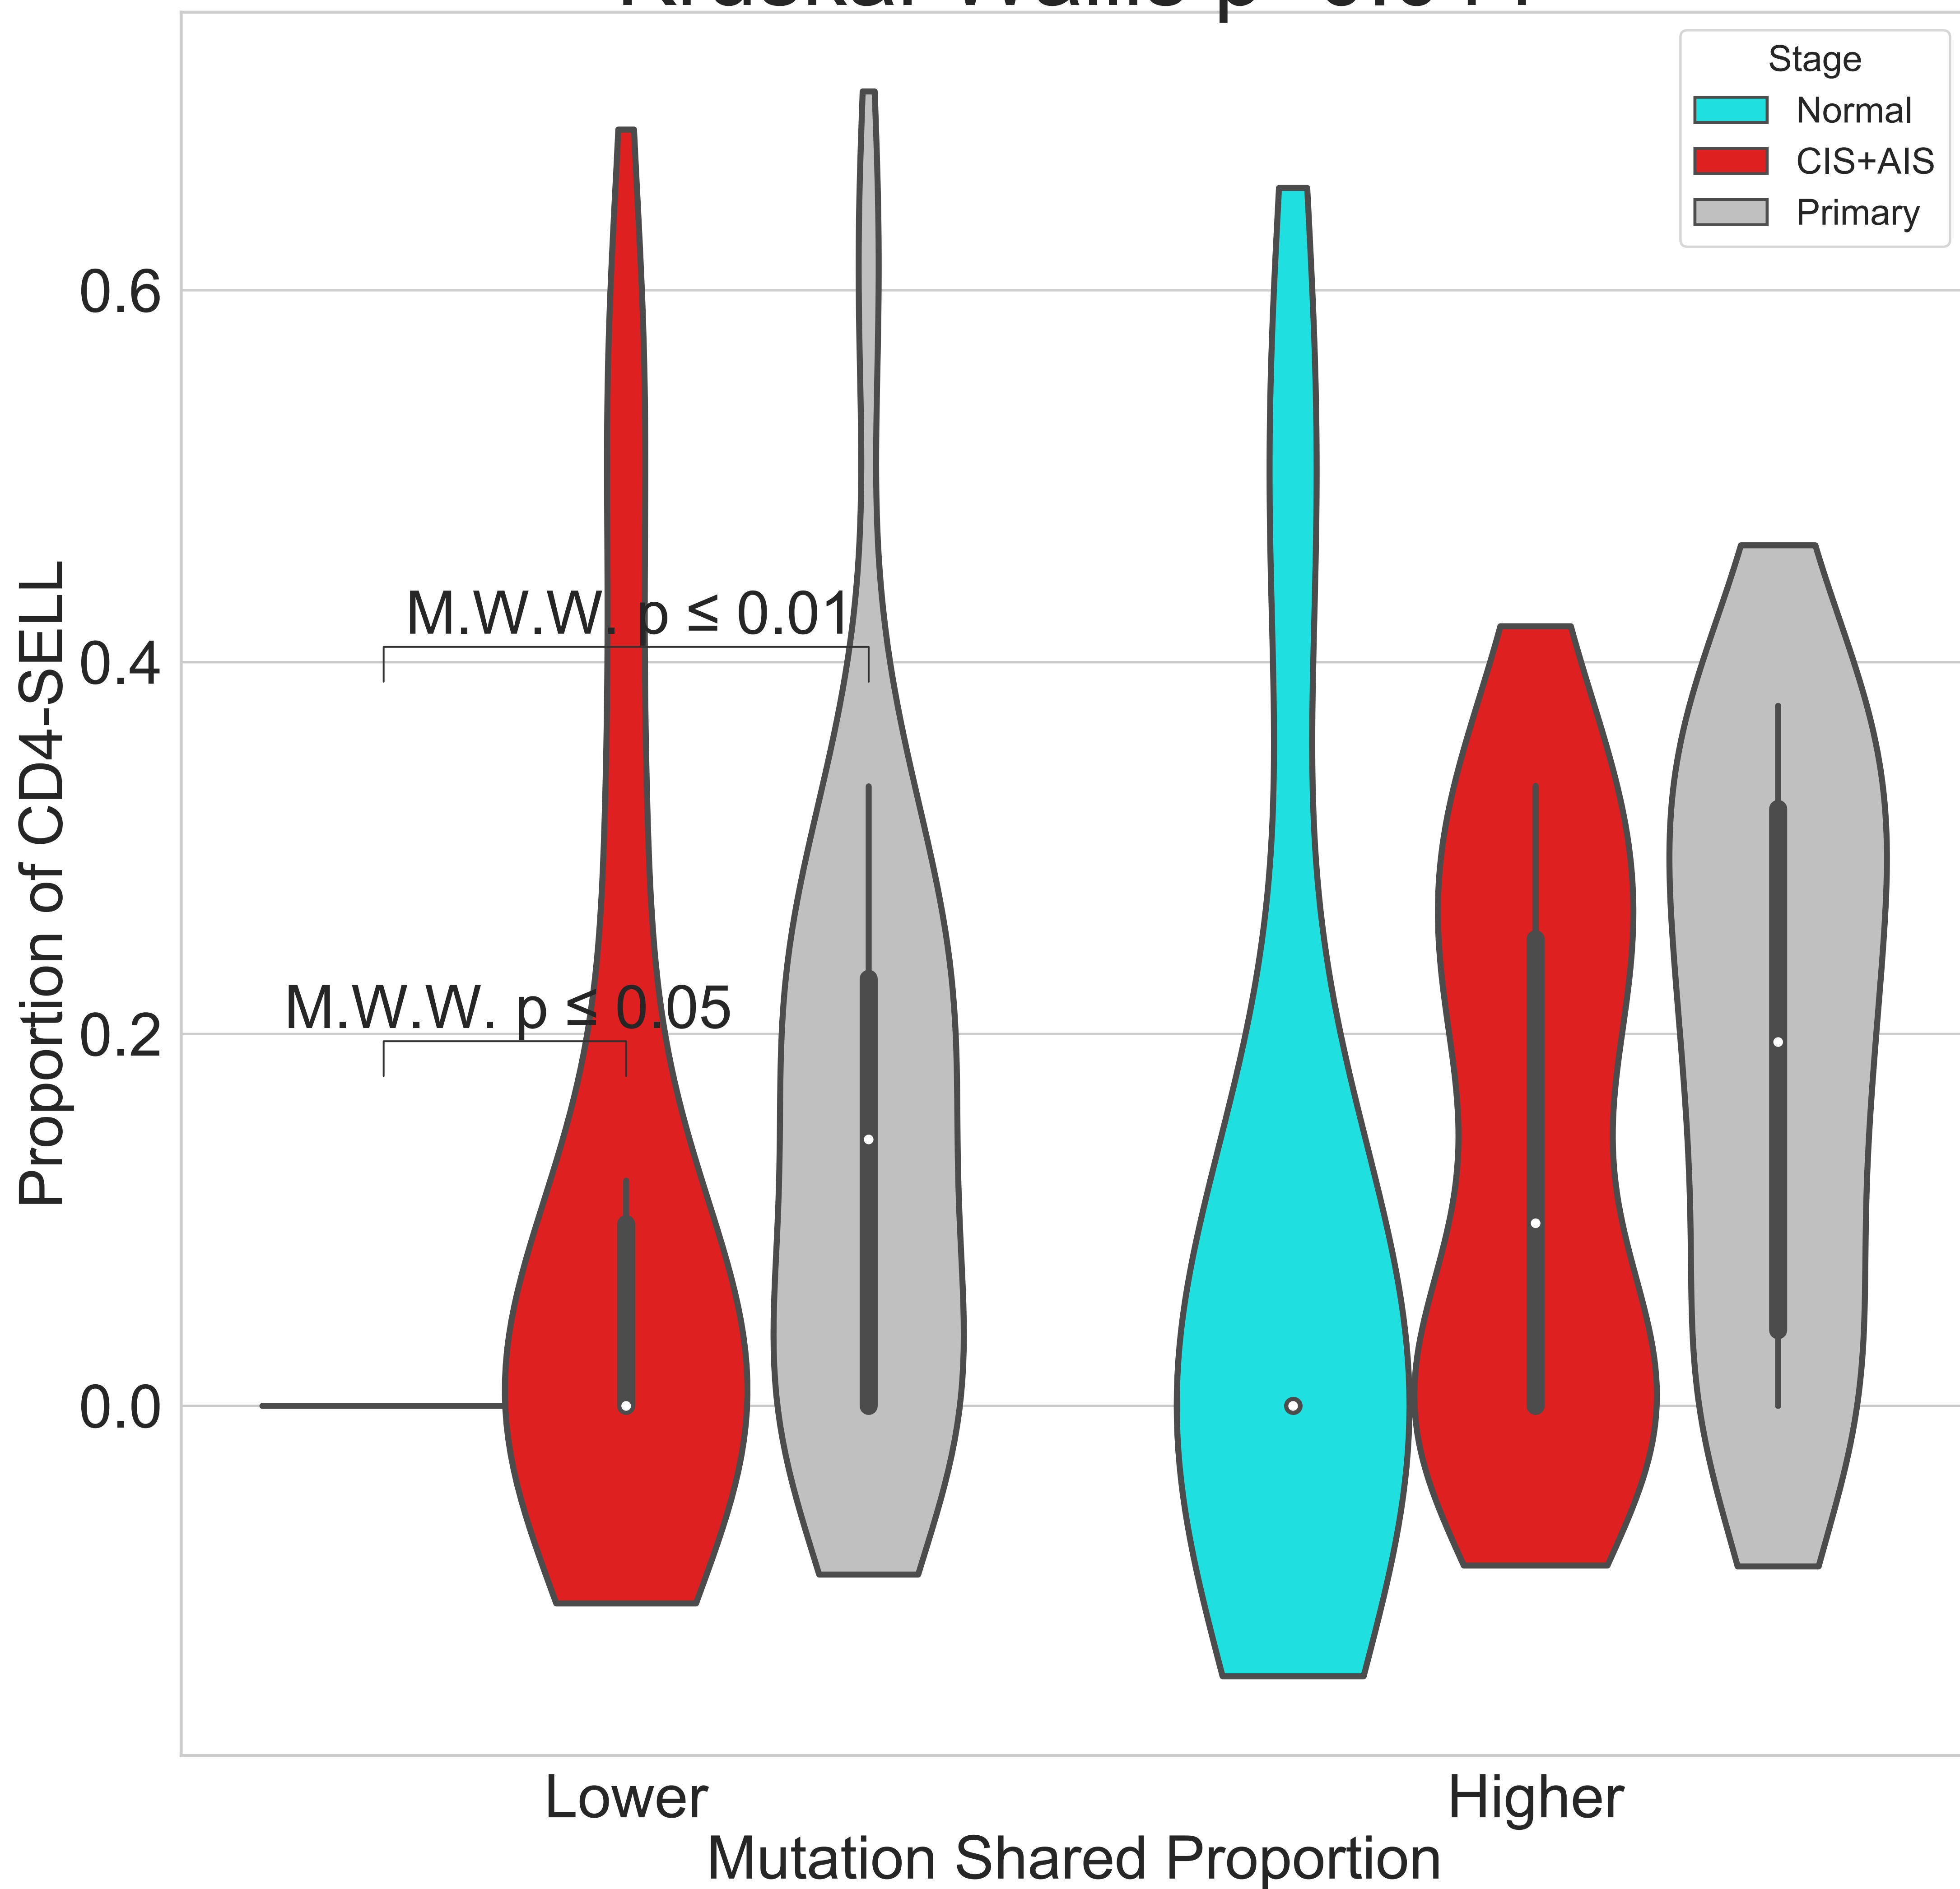 Stage
Normal
CIS+AIS
Primary
0.6
0.4
0.2
0.0
Proportion of CD4-SELL
M.W.W. p ≤ 0.01
M.W.W. p ≤ 0.05
Lower
Higher
Mutation Shared Proportion